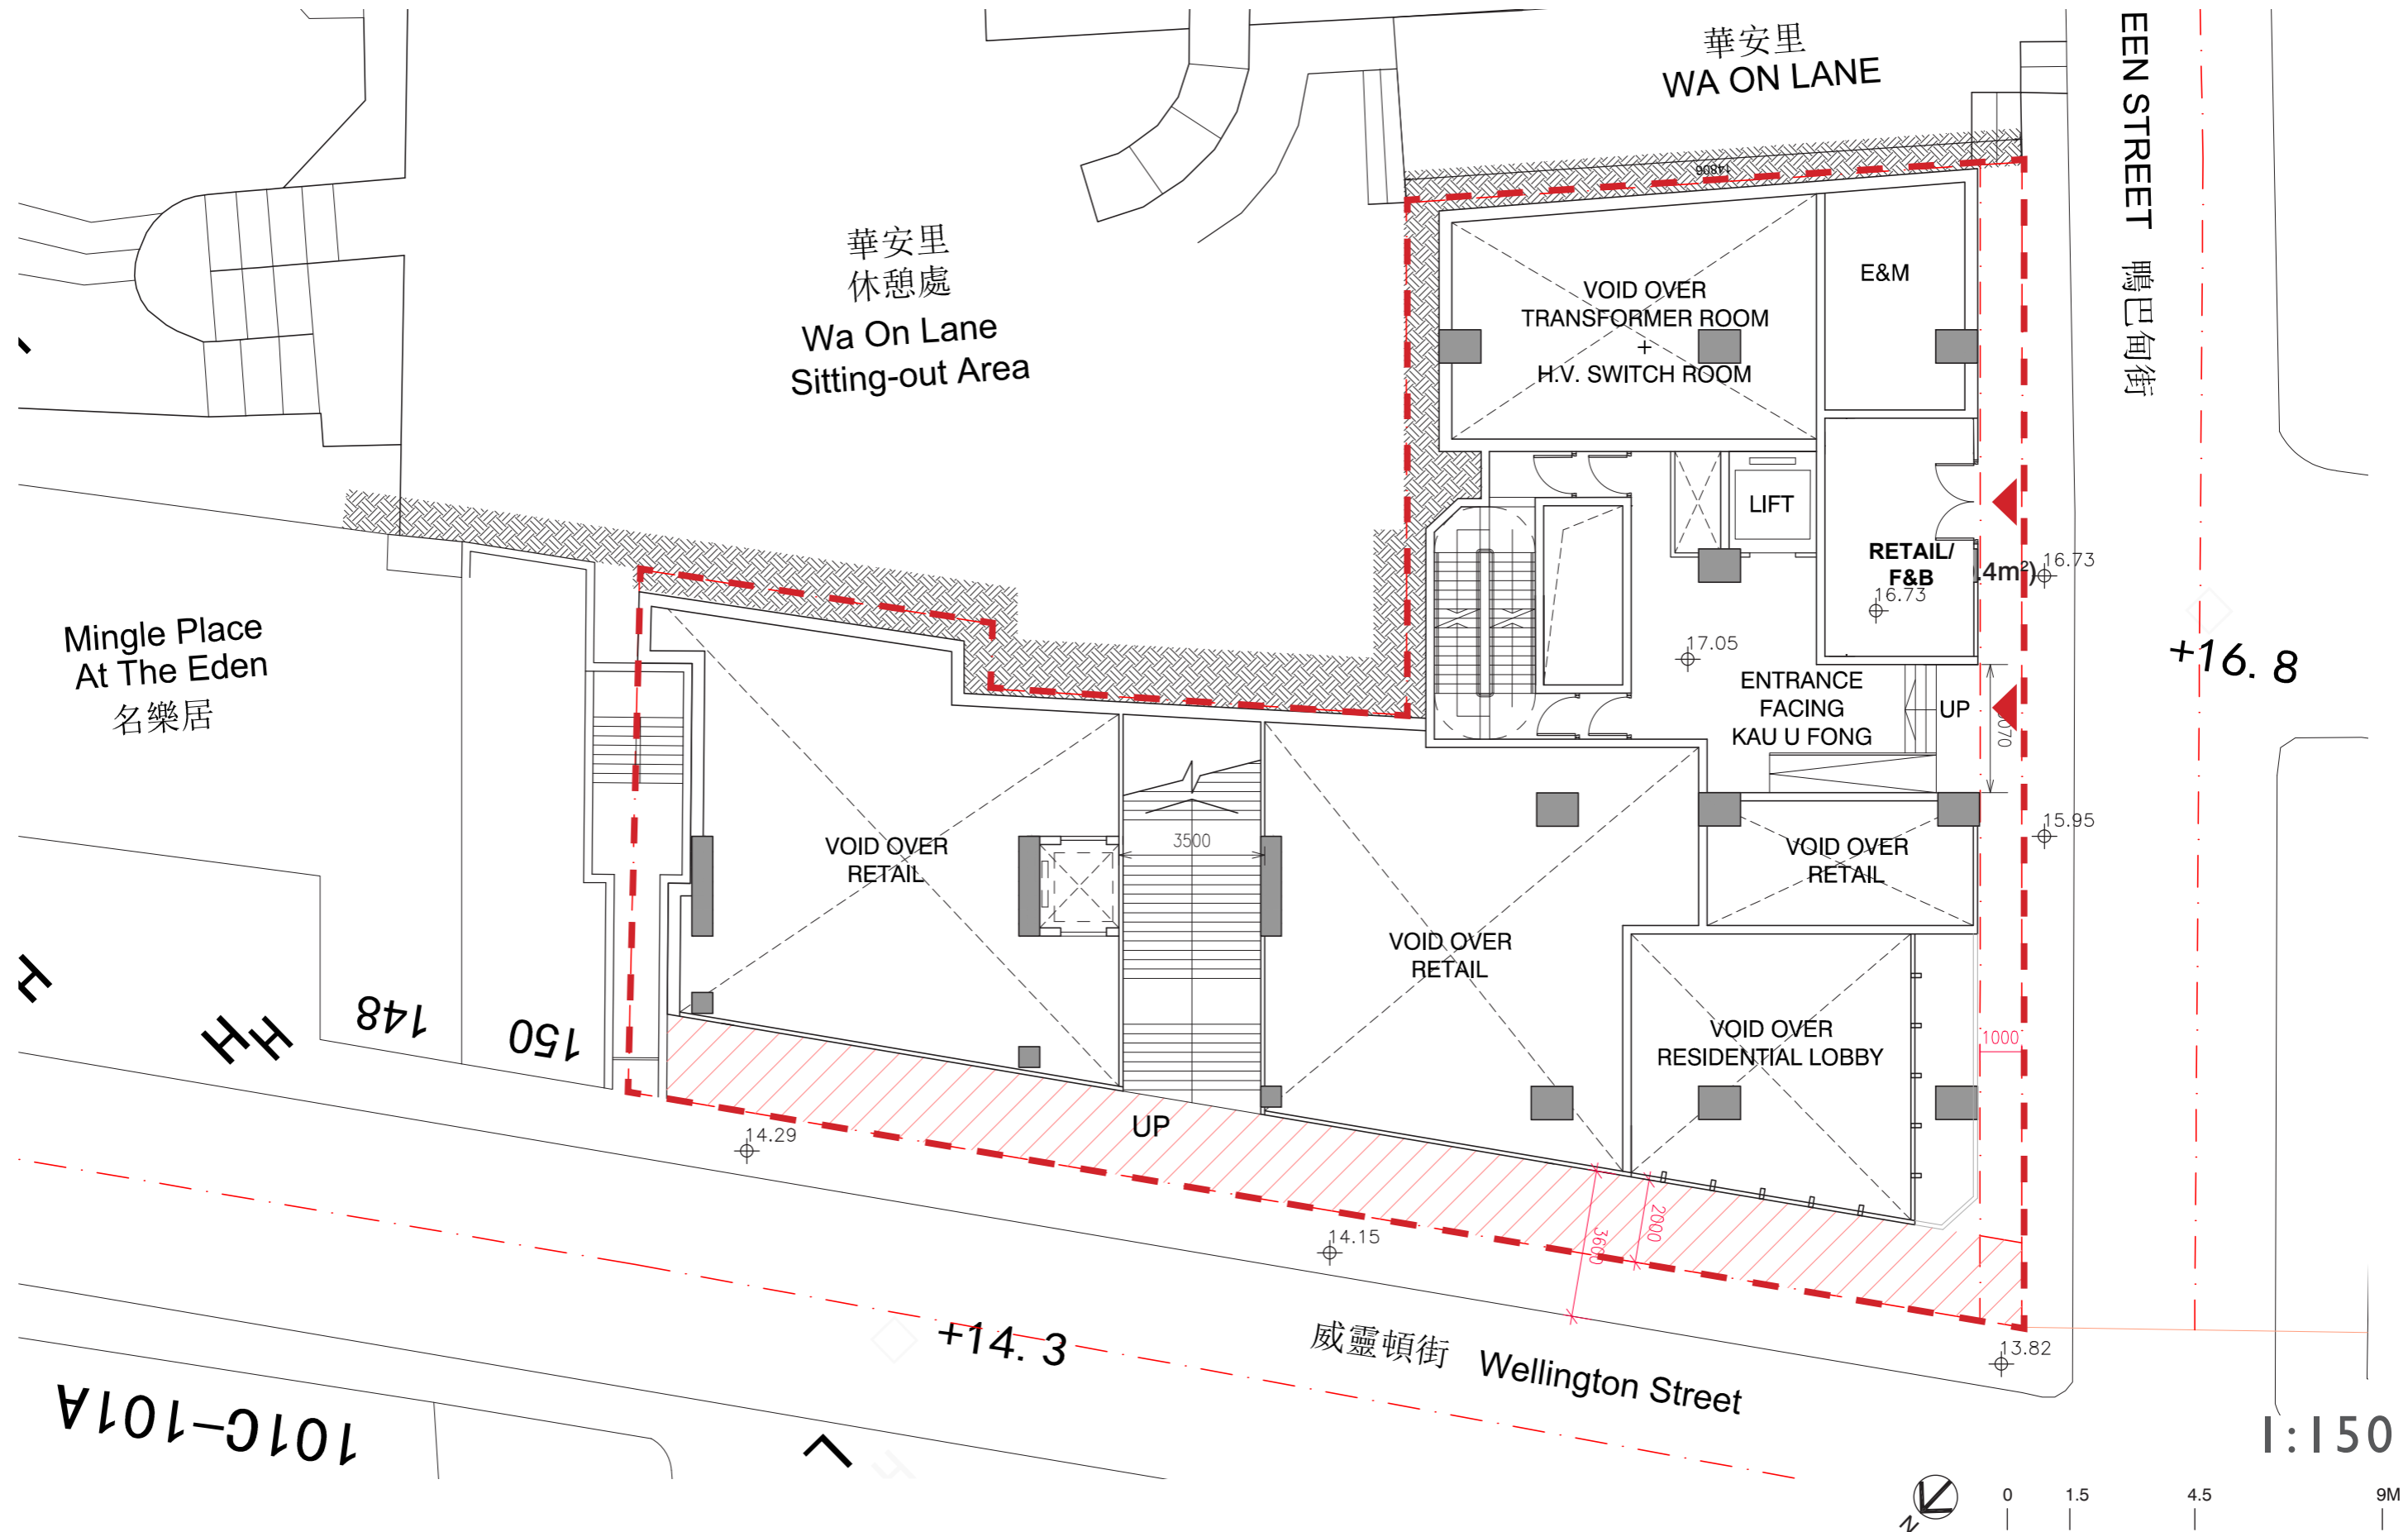 華安里
WA ON LANE
EEN STREET 鴨巴甸街
14806
華安里
休憩處
Wa On Lane
Sitting-out Area
VOID OVER
TRANSFORMER ROOM
+
H.V. SWITCH ROOM
E&M
LIFT
RETAIL/
F&B
.4m²)
16.73
16.73
17.05
ENTRANCE
FACING
KAU U FONG
UP
+16.8
Mingle Place
At The Eden
名樂居
VOID OVER
RETAIL
3500
VOID OVER
RETAIL
VOID OVER
RETAIL
15.95
VOID OVER
RESIDENTIAL LOBBY
1000
148
150
H
H
H
UP
14.29
14.15
2000
3600
13.82
+14.3
威靈頓街 Wellington Street
101C-101A
1:150
N
0 1.5 4.5 9M